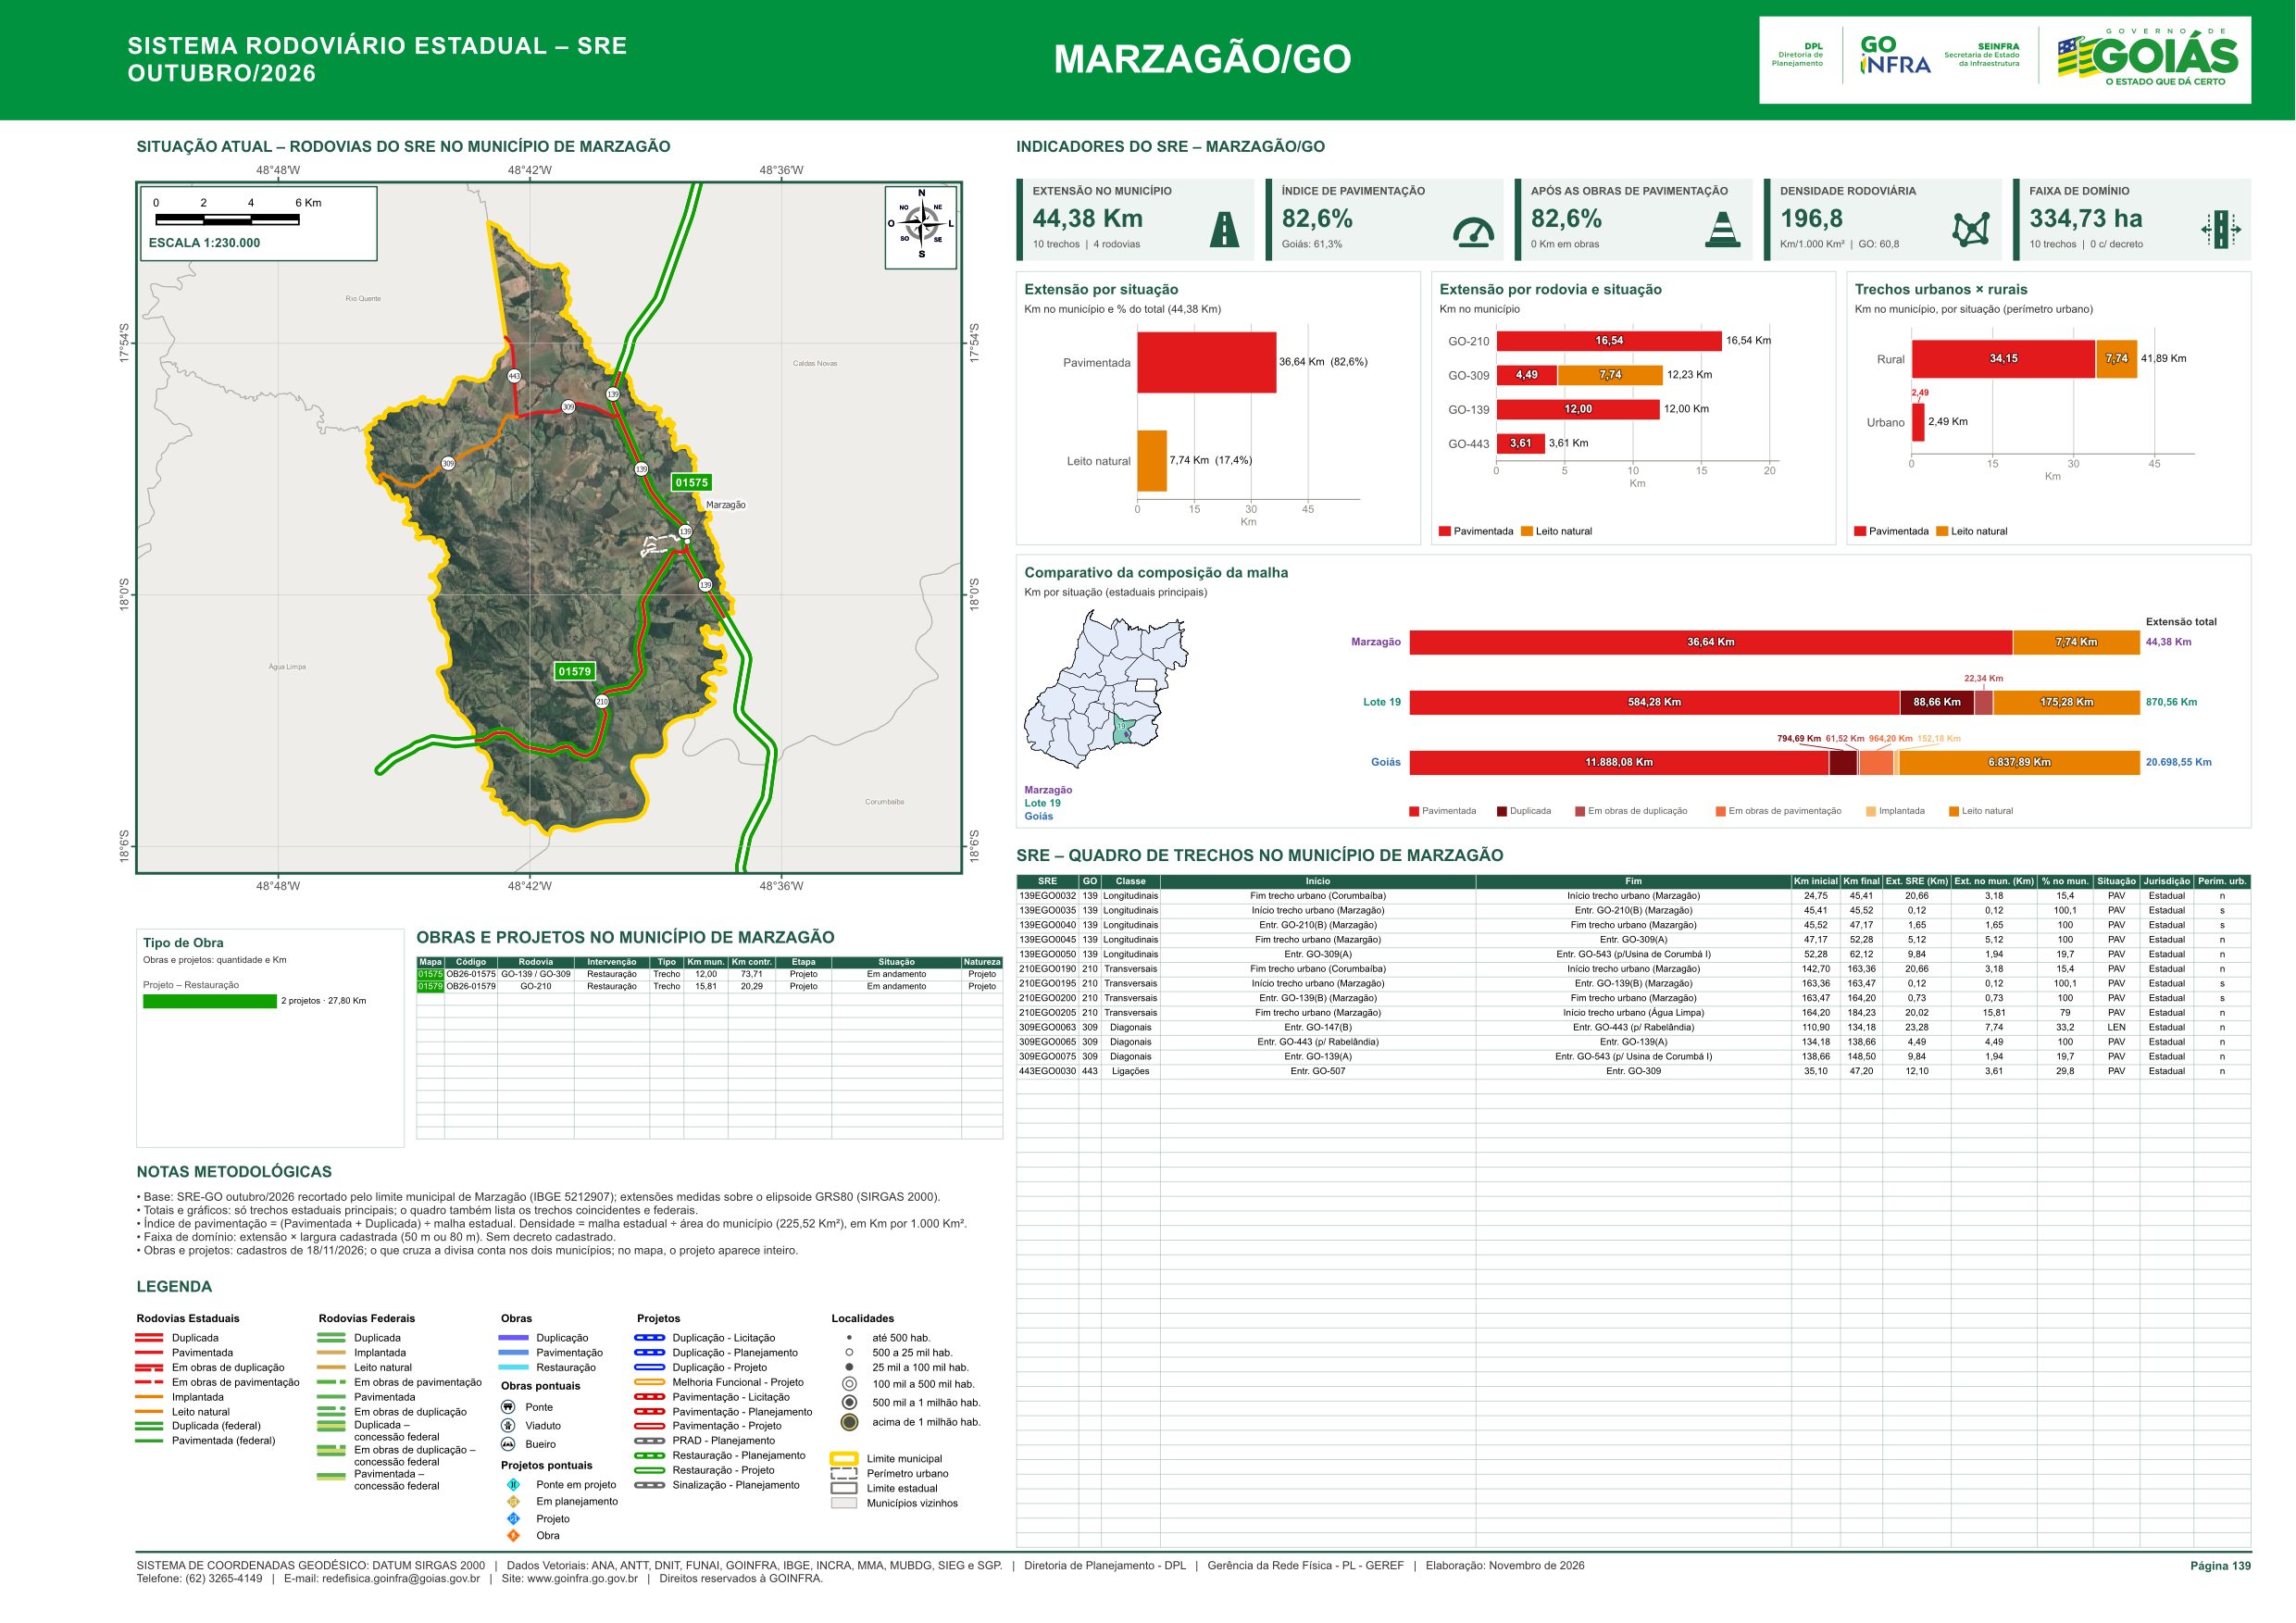 SISTEMA RODOVIÁRIO ESTADUAL – SRE
OUTUBRO/2026
MARZAGÃO/GO
DPL
Diretoria de
Planejamento
GO
iNFRA
SEINFRA
Secretaria de Estado
da Infraestrutura
GOVERNO DE
GOIÁS
O ESTADO QUE DÁ CERTO
SITUAÇÃO ATUAL – RODOVIAS DO SRE NO MUNICÍPIO DE MARZAGÃO
48°48'W 48°42'W 48°36'W
0 2 4 6 Km
ESCALA 1:230.000
N
NO NE
O L
SO SE
S
Rio Quente
17°54'S 17°54'S
Caldas Novas
443
139
309
309
139
01575
Marzagão
139
139
18°0'S 18°0'S
Água Limpa
01579
210
Corumbaíba
18°6'S 18°6'S
48°48'W 48°42'W 48°36'W
Tipo de Obra
Obras e projetos: quantidade e Km
Projeto – Restauração
2 projetos · 27,80 Km
OBRAS E PROJETOS NO MUNICÍPIO DE MARZAGÃO
Mapa Código Rodovia Intervenção Tipo Km mun. Km contr. Etapa Situação Natureza
01575 OB26-01575 GO-139 / GO-309 Restauração Trecho 12,00 73,71 Projeto Em andamento Projeto
01579 OB26-01579 GO-210 Restauração Trecho 15,81 20,29 Projeto Em andamento Projeto
NOTAS METODOLÓGICAS
• Base: SRE-GO outubro/2026 recortado pelo limite municipal de Marzagão (IBGE 5212907); extensões medidas sobre o elipsoide GRS80 (SIRGAS 2000).
• Totais e gráficos: só trechos estaduais principais; o quadro também lista os trechos coincidentes e federais.
• Índice de pavimentação = (Pavimentada + Duplicada) ÷ malha estadual. Densidade = malha estadual ÷ área do município (225,52 Km²), em Km por 1.000 Km².
• Faixa de domínio: extensão × largura cadastrada (50 m ou 80 m). Sem decreto cadastrado.
• Obras e projetos: cadastros de 18/11/2026; o que cruza a divisa conta nos dois municípios; no mapa, o projeto aparece inteiro.
LEGENDA
Rodovias Estaduais
Duplicada
Pavimentada
Em obras de duplicação
Em obras de pavimentação
Implantada
Leito natural
Duplicada (federal)
Pavimentada (federal)
Rodovias Federais
Duplicada
Implantada
Leito natural
Em obras de pavimentação
Pavimentada
Em obras de duplicação
Duplicada –
concessão federal
Em obras de duplicação –
concessão federal
Pavimentada –
concessão federal
Obras
Duplicação
Pavimentação
Restauração
Obras pontuais
Ponte
Viaduto
Bueiro
Projetos pontuais
Ponte em projeto
Em planejamento
Projeto
Obra
Projetos
Duplicação - Licitação
Duplicação - Planejamento
Duplicação - Projeto
Melhoria Funcional - Projeto
Pavimentação - Licitação
Pavimentação - Planejamento
Pavimentação - Projeto
PRAD - Planejamento
Restauração - Planejamento
Restauração - Projeto
Sinalização - Planejamento
Localidades
até 500 hab.
500 a 25 mil hab.
25 mil a 100 mil hab.
100 mil a 500 mil hab.
500 mil a 1 milhão hab.
acima de 1 milhão hab.
Limite municipal
Perímetro urbano
Limite estadual
Municípios vizinhos
INDICADORES DO SRE – MARZAGÃO/GO
EXTENSÃO NO MUNICÍPIO
44,38 Km
10 trechos | 4 rodovias
ÍNDICE DE PAVIMENTAÇÃO
82,6%
Goiás: 61,3%
APÓS AS OBRAS DE PAVIMENTAÇÃO
82,6%
0 Km em obras
DENSIDADE RODOVIÁRIA
196,8
Km/1.000 Km² | GO: 60,8
FAIXA DE DOMÍNIO
334,73 ha
10 trechos | 0 c/ decreto
Extensão por situação
Km no município e % do total (44,38 Km)
Pavimentada 36,64 Km (82,6%)
Leito natural 7,74 Km (17,4%)
0 15 30 45
Km
Extensão por rodovia e situação
Km no município
GO-210 16,54 16,54 Km
GO-309 4,49 7,74 12,23 Km
GO-139 12,00 12,00 Km
GO-443 3,61 3,61 Km
0 5 10 15 20
Km
Pavimentada Leito natural
Trechos urbanos × rurais
Km no município, por situação (perímetro urbano)
Rural 34,15 7,74 41,89 Km
2,49
Urbano 2,49 Km
0 15 30 45
Km
Pavimentada Leito natural
Comparativo da composição da malha
Km por situação (estaduais principais)
19
Marzagão
Lote 19
Goiás
Extensão total
Marzagão 36,64 Km 7,74 Km 44,38 Km
22,34 Km
Lote 19 584,28 Km 88,66 Km 175,28 Km 870,56 Km
794,69 Km 61,52 Km 964,20 Km 152,18 Km
Goiás 11.888,08 Km 6.837,89 Km 20.698,55 Km
Pavimentada Duplicada Em obras de duplicação Em obras de pavimentação Implantada Leito natural
SRE – QUADRO DE TRECHOS NO MUNICÍPIO DE MARZAGÃO
SRE GO Classe Início Fim Km inicial Km final Ext. SRE (Km) Ext. no mun. (Km) % no mun. Situação Jurisdição Perím. urb.
139EGO0032 139 Longitudinais Fim trecho urbano (Corumbaíba) Início trecho urbano (Marzagão) 24,75 45,41 20,66 3,18 15,4 PAV Estadual n
139EGO0035 139 Longitudinais Início trecho urbano (Marzagão) Entr. GO-210(B) (Marzagão) 45,41 45,52 0,12 0,12 100,1 PAV Estadual s
139EGO0040 139 Longitudinais Entr. GO-210(B) (Marzagão) Fim trecho urbano (Mazargão) 45,52 47,17 1,65 1,65 100 PAV Estadual s
139EGO0045 139 Longitudinais Fim trecho urbano (Mazargão) Entr. GO-309(A) 47,17 52,28 5,12 5,12 100 PAV Estadual n
139EGO0050 139 Longitudinais Entr. GO-309(A) Entr. GO-543 (p/Usina de Corumbá I) 52,28 62,12 9,84 1,94 19,7 PAV Estadual n
210EGO0190 210 Transversais Fim trecho urbano (Corumbaíba) Início trecho urbano (Marzagão) 142,70 163,36 20,66 3,18 15,4 PAV Estadual n
210EGO0195 210 Transversais Início trecho urbano (Marzagão) Entr. GO-139(B) (Marzagão) 163,36 163,47 0,12 0,12 100,1 PAV Estadual s
210EGO0200 210 Transversais Entr. GO-139(B) (Marzagão) Fim trecho urbano (Marzagão) 163,47 164,20 0,73 0,73 100 PAV Estadual s
210EGO0205 210 Transversais Fim trecho urbano (Marzagão) Início trecho urbano (Água Limpa) 164,20 184,23 20,02 15,81 79 PAV Estadual n
309EGO0063 309 Diagonais Entr. GO-147(B) Entr. GO-443 (p/ Rabelândia) 110,90 134,18 23,28 7,74 33,2 LEN Estadual n
309EGO0065 309 Diagonais Entr. GO-443 (p/ Rabelândia) Entr. GO-139(A) 134,18 138,66 4,49 4,49 100 PAV Estadual n
309EGO0075 309 Diagonais Entr. GO-139(A) Entr. GO-543 (p/ Usina de Corumbá I) 138,66 148,50 9,84 1,94 19,7 PAV Estadual n
443EGO0030 443 Ligações Entr. GO-507 Entr. GO-309 35,10 47,20 12,10 3,61 29,8 PAV Estadual n
SISTEMA DE COORDENADAS GEODÉSICO: DATUM SIRGAS 2000 | Dados Vetoriais: ANA, ANTT, DNIT, FUNAI, GOINFRA, IBGE, INCRA, MMA, MUBDG, SIEG e SGP. | Diretoria de Planejamento - DPL | Gerência da Rede Física - PL - GEREF | Elaboração: Novembro de 2026
Página 139
Telefone: (62) 3265-4149 | E-mail: redefisica.goinfra@goias.gov.br | Site: www.goinfra.go.gov.br | Direitos reservados à GOINFRA.